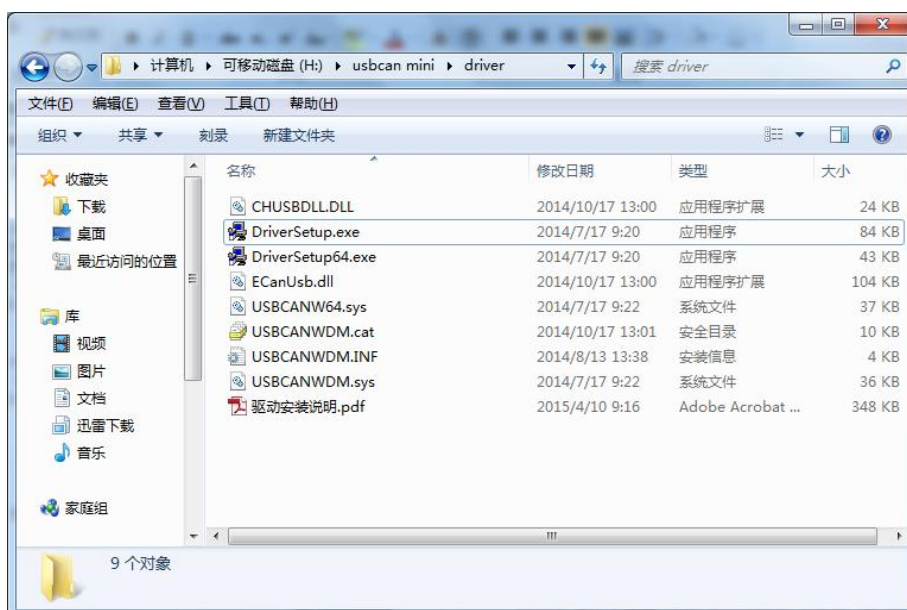 计算机 ▸ 可移动磁盘 (H:) ▸ usbcan mini ▸ driver
搜索 driver
文件(F) 编辑(E) 查看(V) 工具(T) 帮助(H)
组织 共享 刻录 新建文件夹
收藏夹
下载
桌面
最近访问的位置
库
视频
图片
文档
迅雷下载
音乐
家庭组
名称 修改日期 类型 大小
CHUSBDLL.DLL 2014/10/17 13:00 应用程序扩展 24 KB
DriverSetup.exe 2014/7/17 9:20 应用程序 84 KB
DriverSetup64.exe 2014/7/17 9:20 应用程序 43 KB
ECanUsb.dll 2014/10/17 13:00 应用程序扩展 104 KB
USBCANW64.sys 2014/7/17 9:22 系统文件 37 KB
USBCANWDM.cat 2014/10/17 13:01 安全目录 10 KB
USBCANWDM.INF 2014/8/13 13:38 安装信息 4 KB
USBCANWDM.sys 2014/7/17 9:22 系统文件 36 KB
驱动安装说明.pdf 2015/4/10 9:16 Adobe Acrobat ... 348 KB
9 个对象